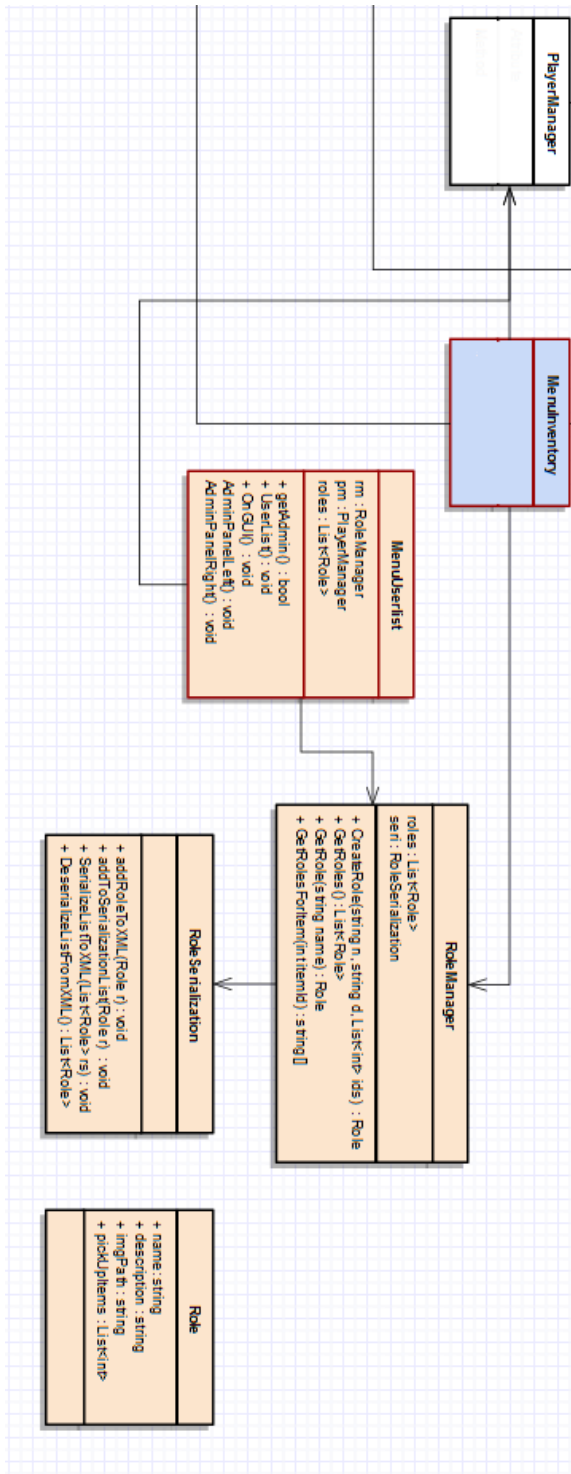 PlayerManager
MenuInventory
MenuUserlist
rm : RoleManager
pm : PlayerManager
roles : List<Role>
+ getAdmin() : bool
+ UserList() : void
+ OnGUI() : void
AdminPanelLeft() : void
AdminPanelRight() : void
RoleManager
roles : List<Role>
seri : RoleSerialization
+ CreateRole(string n, string d, List<int> ids) : Role
+ GetRoles() : List<Role>
+ GetRole(string name) : Role
+ GetRolesForItem(int itemId) : string[]
RoleSerialization
+ addRoleToXML(Role r) : void
+ addToSerializationList(Role r) : void
+ SerializeListToXML(List<Role> rs) : void
+ DeserializeListFromXML() : List<Role>
Role
+ name : string
+ description : string
+ imgPath : string
+ pickUpItems : List<int>